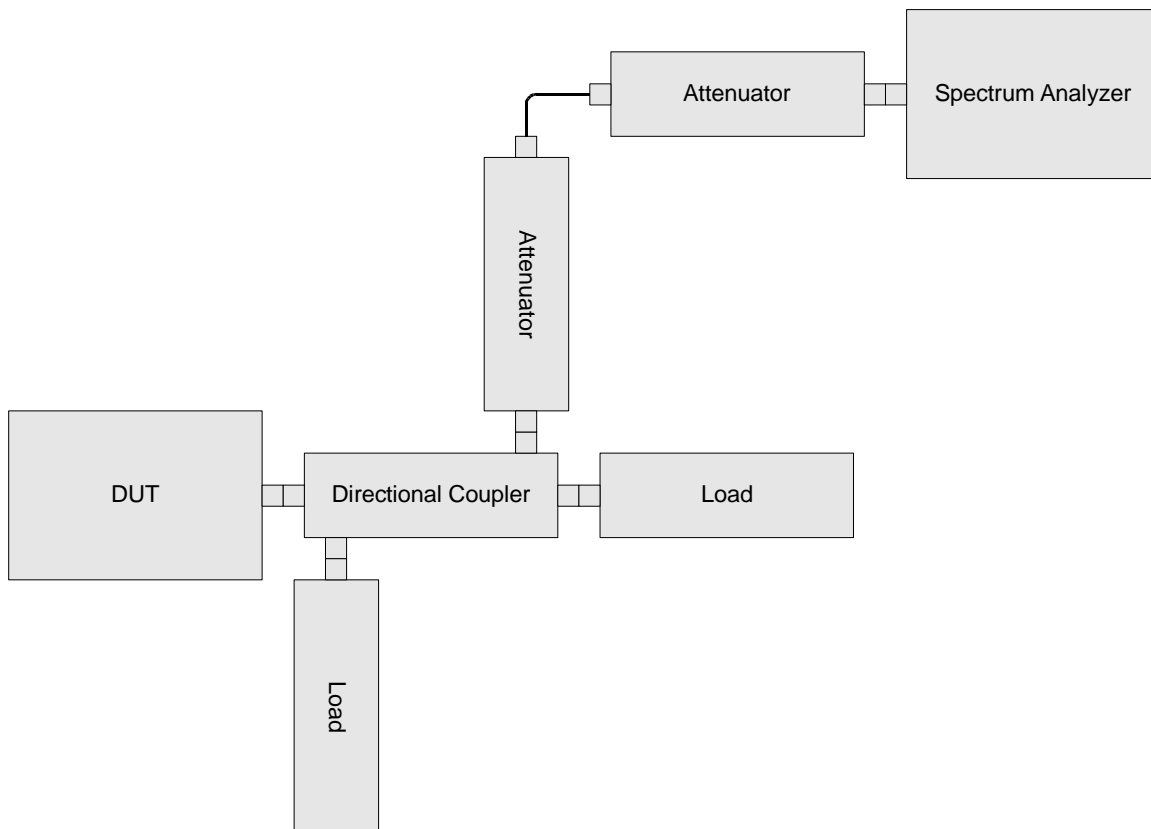 Attenuator
Spectrum Analyzer
Attenuator
DUT
Directional Coupler
Load
Load